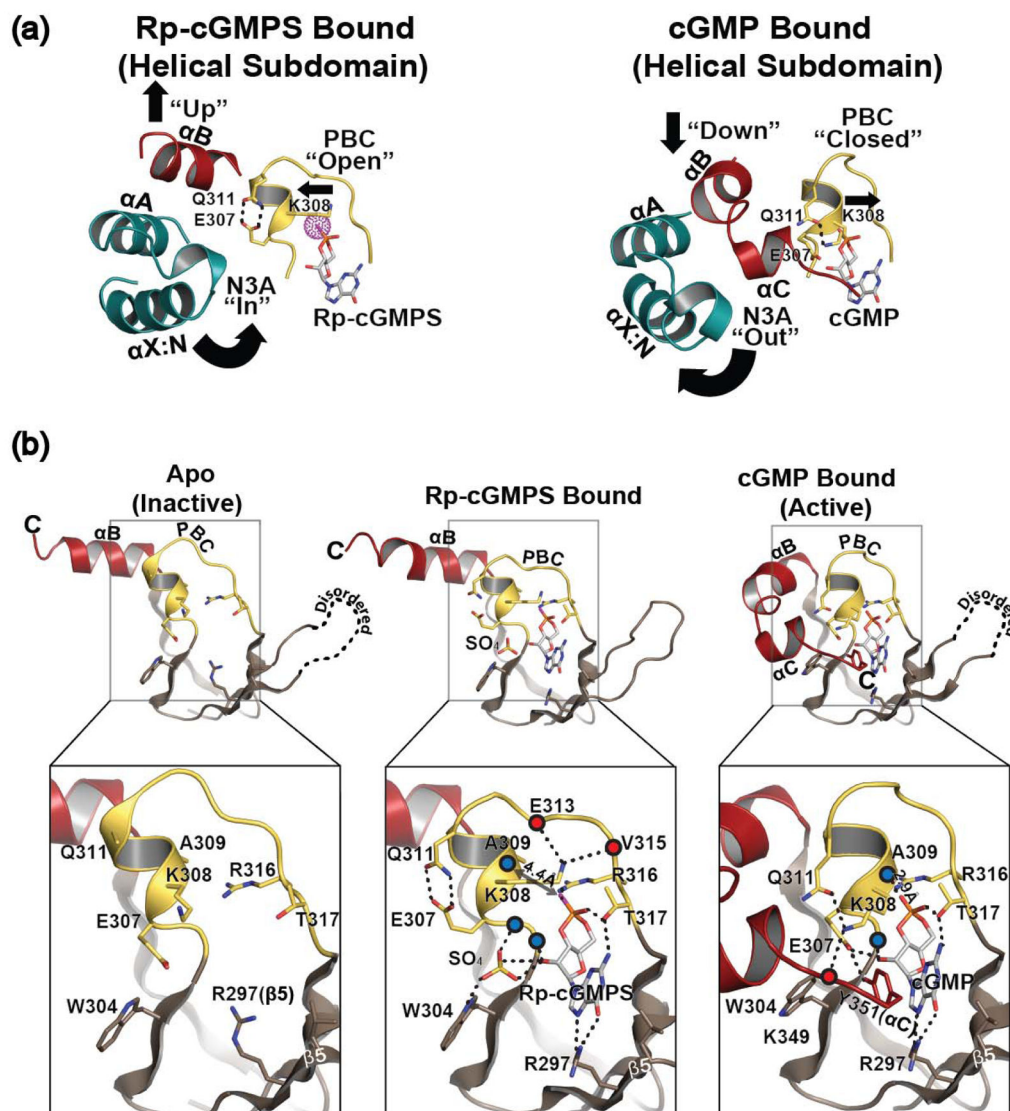 (a)
Rp-cGMPS Bound
(Helical Subdomain)
"Up"
αB
PBC
"Open"
αA
Q311
E307
K308
N3A
"In"
αX:N
Rp-cGMPS
cGMP Bound
(Helical Subdomain)
"Down"
αB
PBC
"Closed"
αA
Q311
K308
E307
αC
N3A
"Out"
αX:N
cGMP
(b)
Apo
(Inactive)
C
αB
PBC
Disordered
Rp-cGMPS Bound
C
αB
PBC
SO₄
cGMP Bound
(Active)
αB
PBC
Disordered
αC
C
Q311
A309
K308
R316
E307
T317
W304
R297(β5)
β5
E313
Q311
A309
V315
4.4Å
K308
R316
E307
T317
SO₄
Rp-cGMPS
W304
R297
A309
Q311
2.9Å
R316
K308
T317
E307
cGMP
W304
Y351(αC)
K349
R297
β5